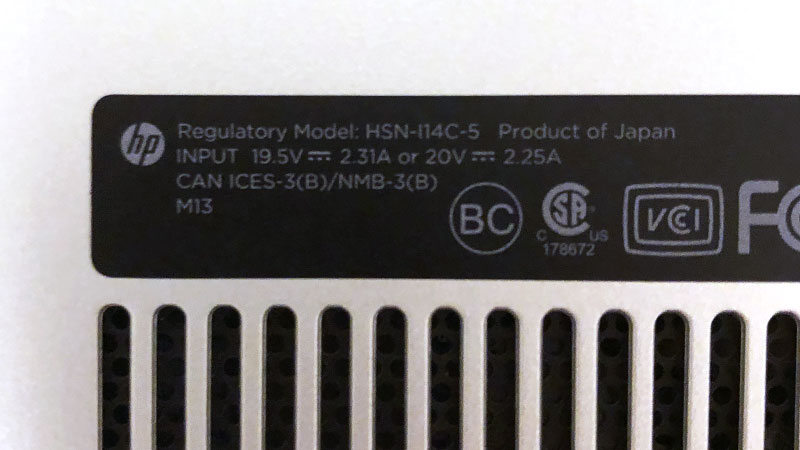 hp Regulatory Model: HSN-I14C-5 Product of Japan
INPUT 19.5V⎓ 2.31A or 20V⎓ 2.25A
CAN ICES-3(B)/NMB-3(B)
M13
BC
C SA US
178672
VCI
FC